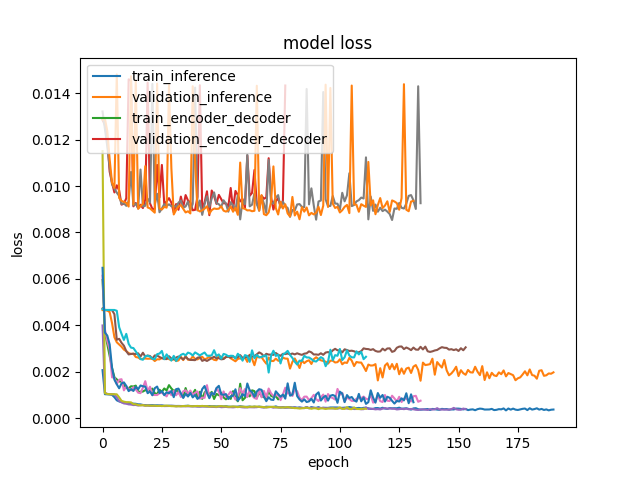 model loss
train_inference
validation_inference
train_encoder_decoder
validation_encoder_decoder
0.014
0.012
0.010
0.008
0.006
0.004
0.002
0.000
loss
0 25 50 75 100 125 150 175
epoch